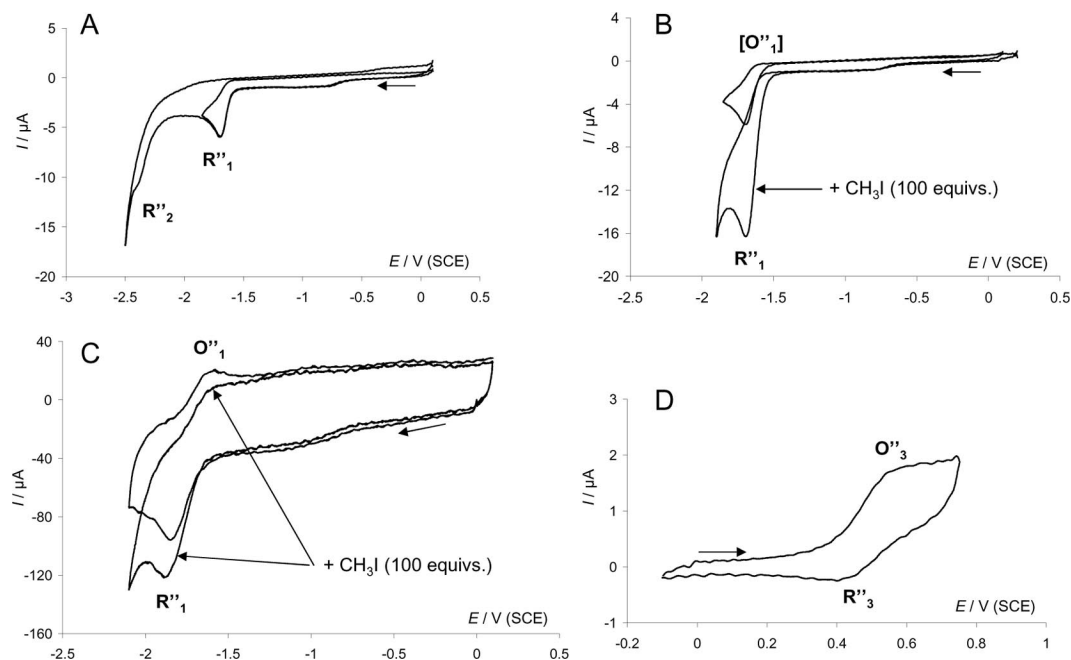 A
5
0
-5
-10
-15
-20
I / µA
R''1
R''2
E / V (SCE)
-3 -2.5 -2 -1.5 -1 -0.5 0 0.5
B
4
0
-4
-8
-12
-16
-20
I / µA
[O''1]
+ CH3I (100 equivs.)
R''1
E / V (SCE)
-2.5 -2 -1.5 -1 -0.5 0 0.5
C
40
0
-40
-80
-120
-160
I / µA
O''1
+ CH3I (100 equivs.)
R''1
E / V (SCE)
-2.5 -2 -1.5 -1 -0.5 0 0.5
D
3
2
1
0
-1
I / µA
O''3
R''3
E / V (SCE)
-0.2 0 0.2 0.4 0.6 0.8 1